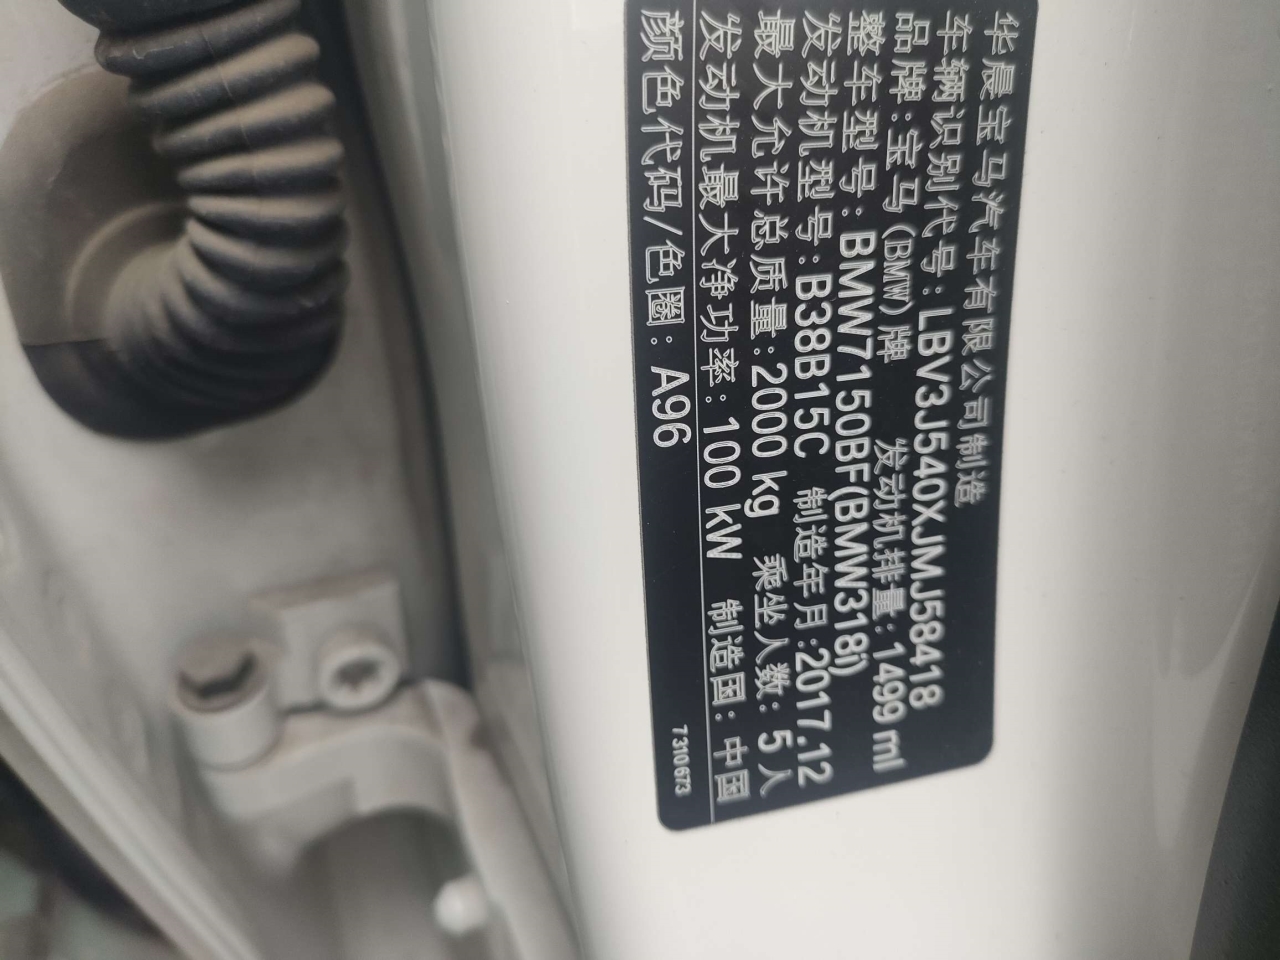 华晨宝马汽车有限公司制造
车辆识别代号：LBV3J540XJMJ58418
品牌：宝马(BMW)牌 发动机排量：1499 ml
整车型号：BMW7150BF(BMW318i)
发动机型号：B38B15C 制造年月：2017.12
最大允许总质量：2000 kg 乘坐人数：5人
发动机最大净功率：100 kW 制造国：中国
颜色代码/色圈：A96
7 310 673